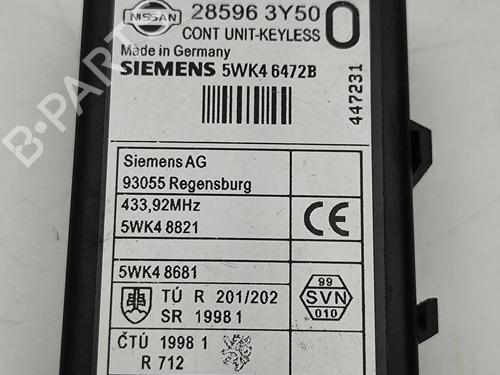 NISSAN 28596 3Y50 0
CONT UNIT-KEYLESS
Made in Germany
SIEMENS 5WK4 6472B
447231
Siemens AG
93055 Regensburg
433,92MHz
5WK4 8821
CE
5WK4 8681
TÚ R 201/202
SR 1998 1
99
SVN
010
ČTÚ 1998 1
R 712
B-PARTS